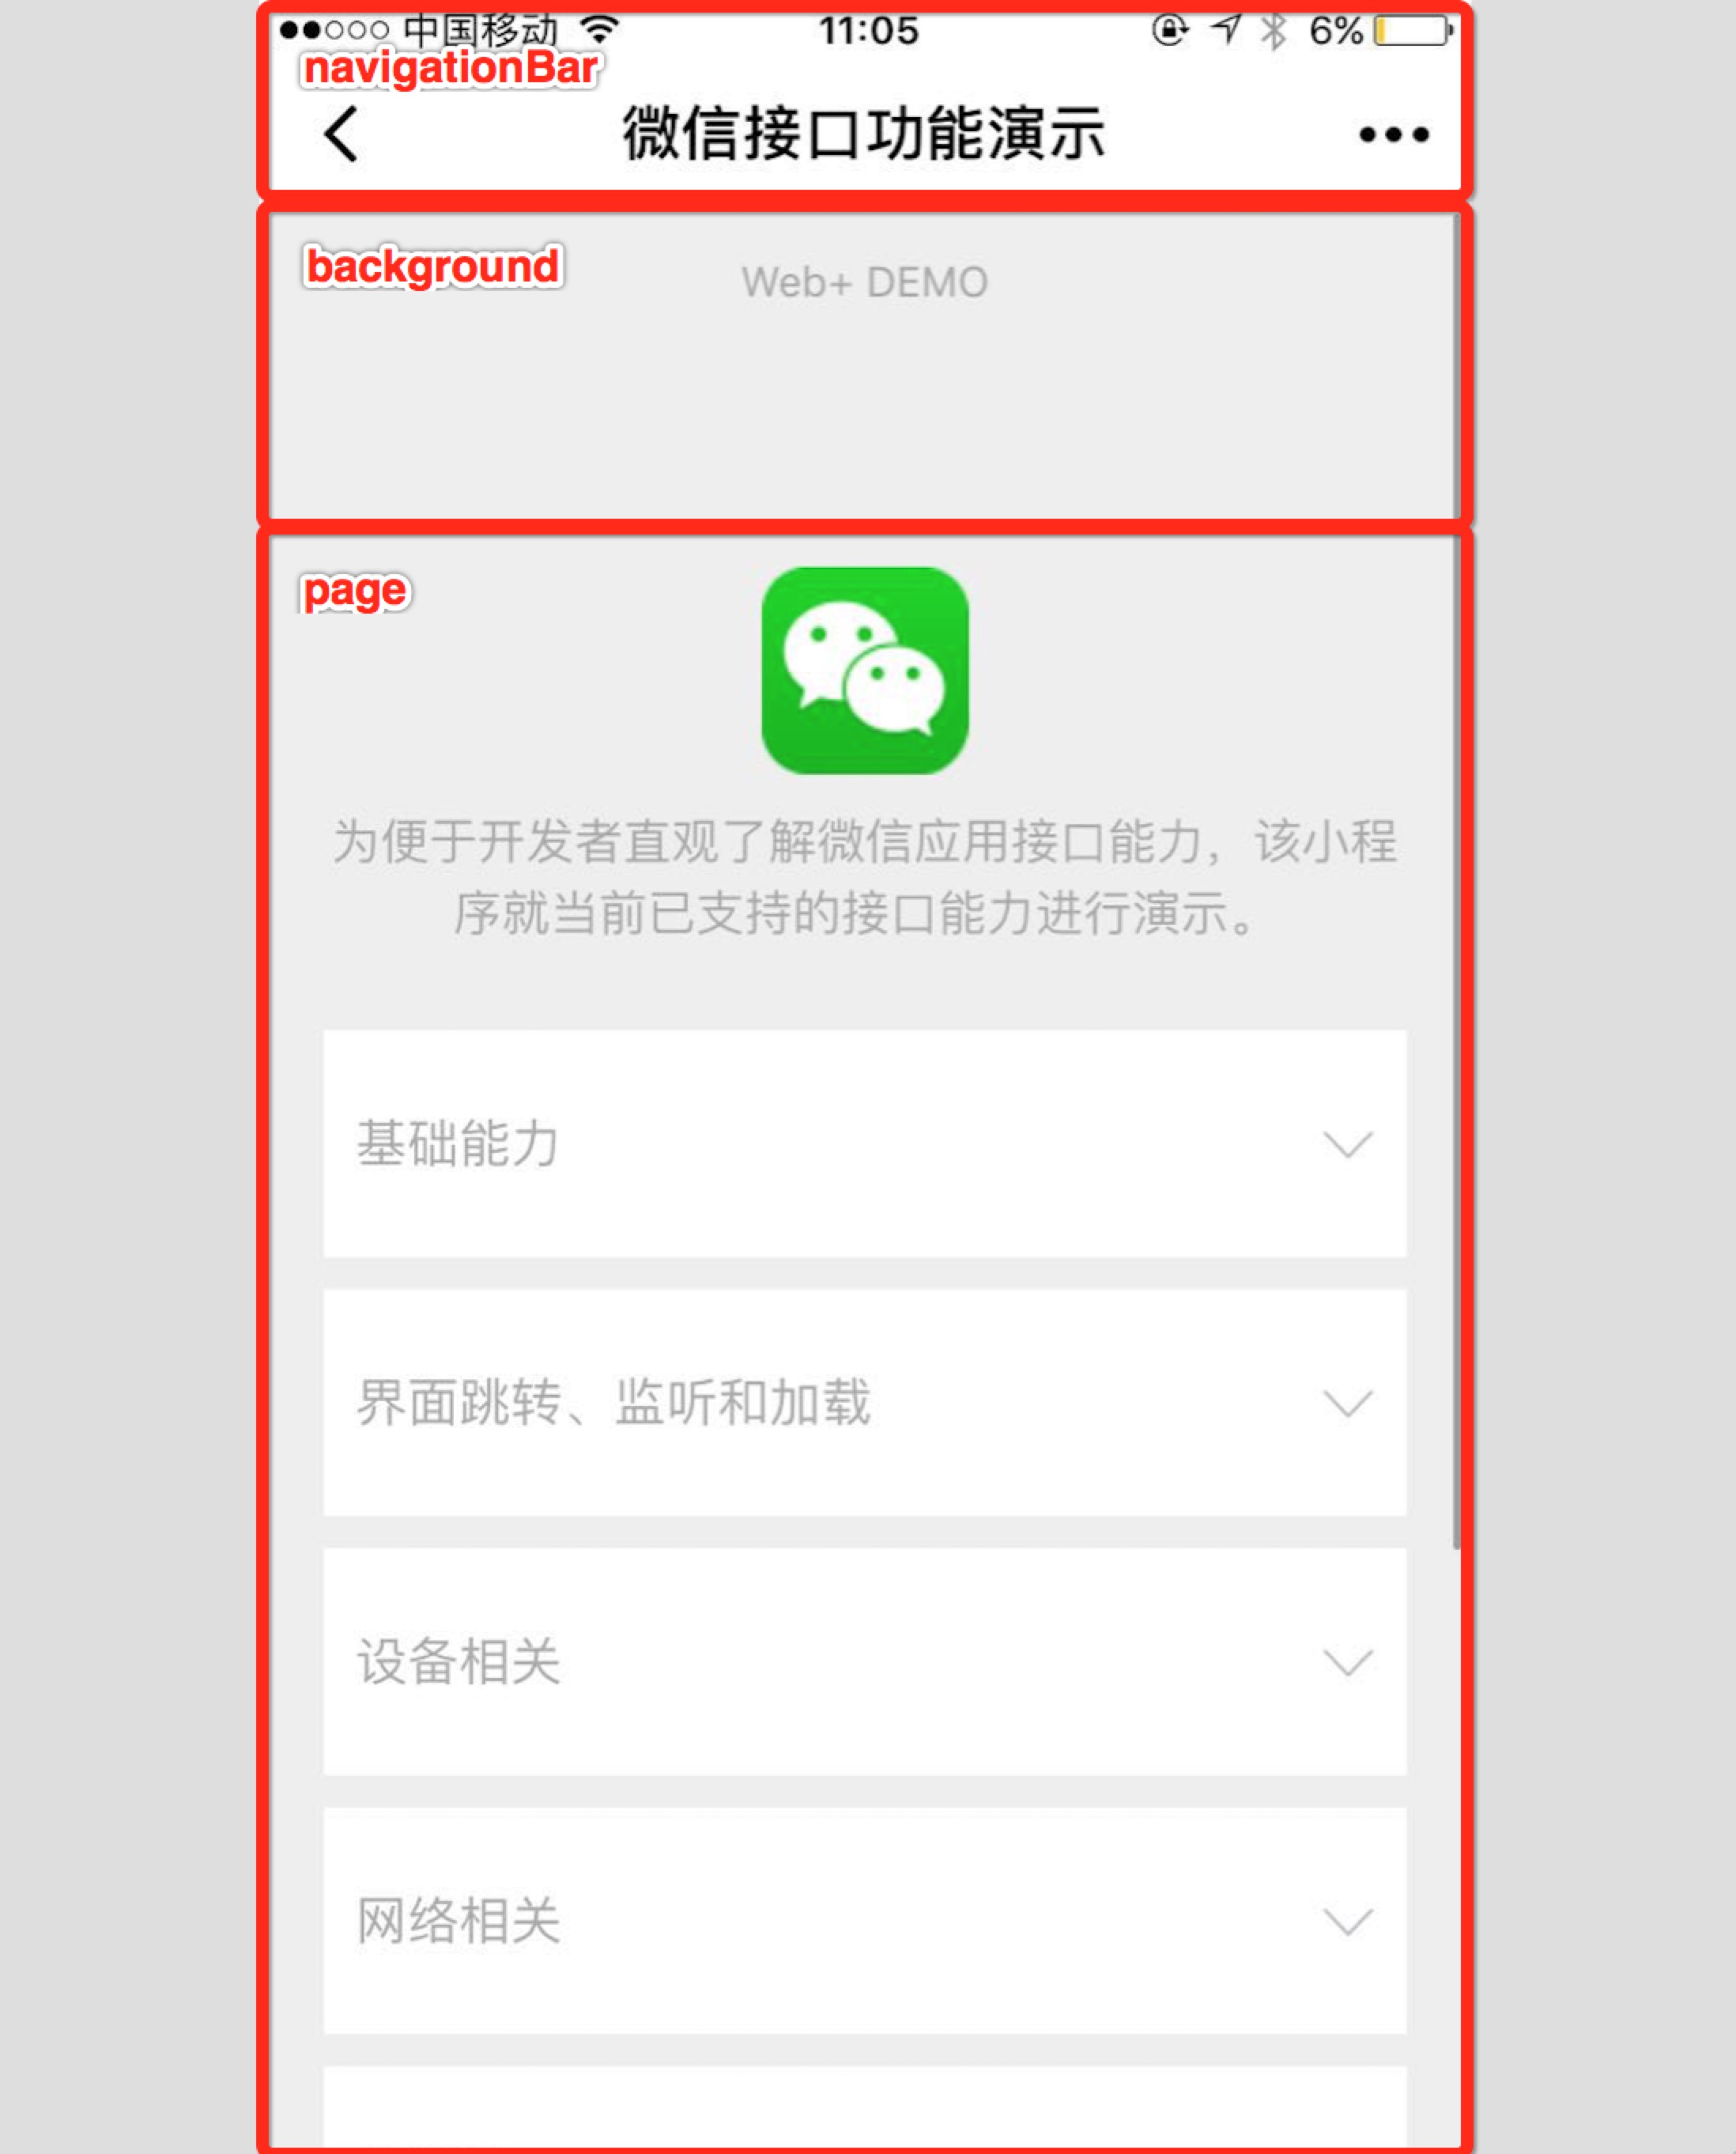 中国移动
11:05
6%
navigationBar
微信接口功能演示
background
Web+ DEMO
page
为便于开发者直观了解微信应用接口能力，该小程
序就当前已支持的接口能力进行演示。
基础能力
界面跳转、监听和加载
设备相关
网络相关